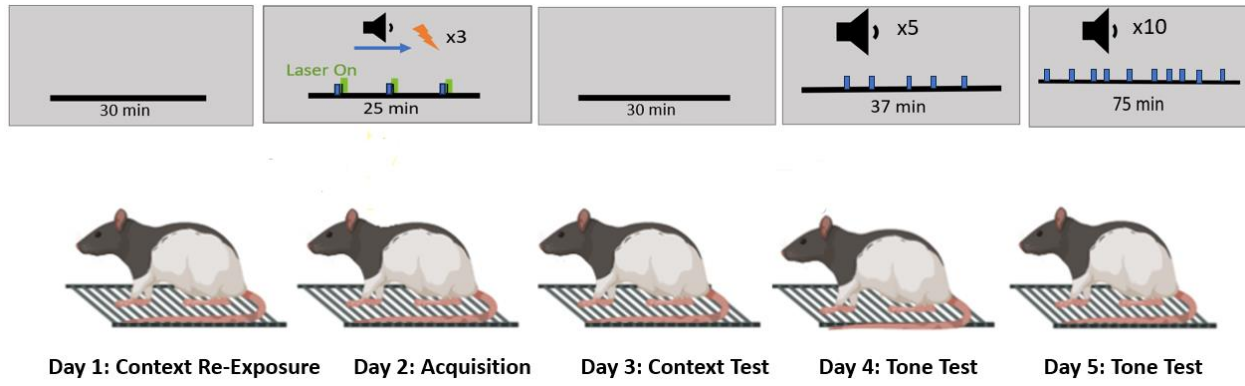 30 min
x3
Laser On
25 min
30 min
x5
37 min
x10
75 min
Day 1: Context Re-Exposure
Day 2: Acquisition
Day 3: Context Test
Day 4: Tone Test
Day 5: Tone Test